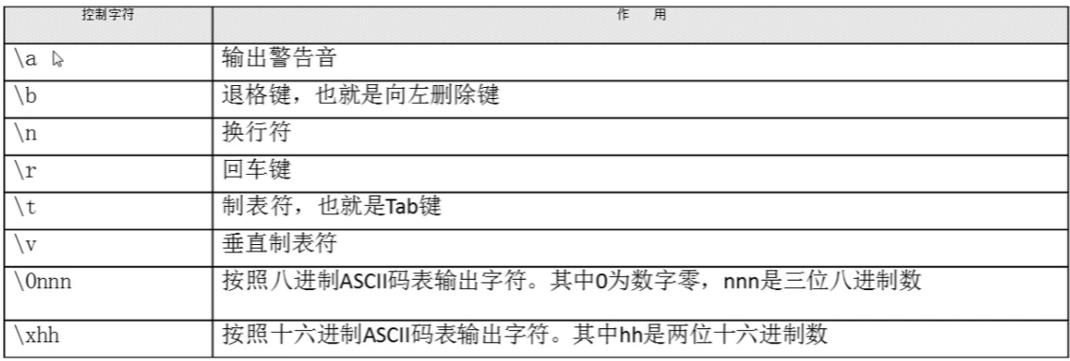 控制字符 作 用
\a 输出警告音
\b 退格键，也就是向左删除键
\n 换行符
\r 回车键
\t 制表符，也就是Tab键
\v 垂直制表符
\0nnn 按照八进制ASCII码表输出字符。其中0为数字零，nnn是三位八进制数
\xhh 按照十六进制ASCII码表输出字符。其中hh是两位十六进制数